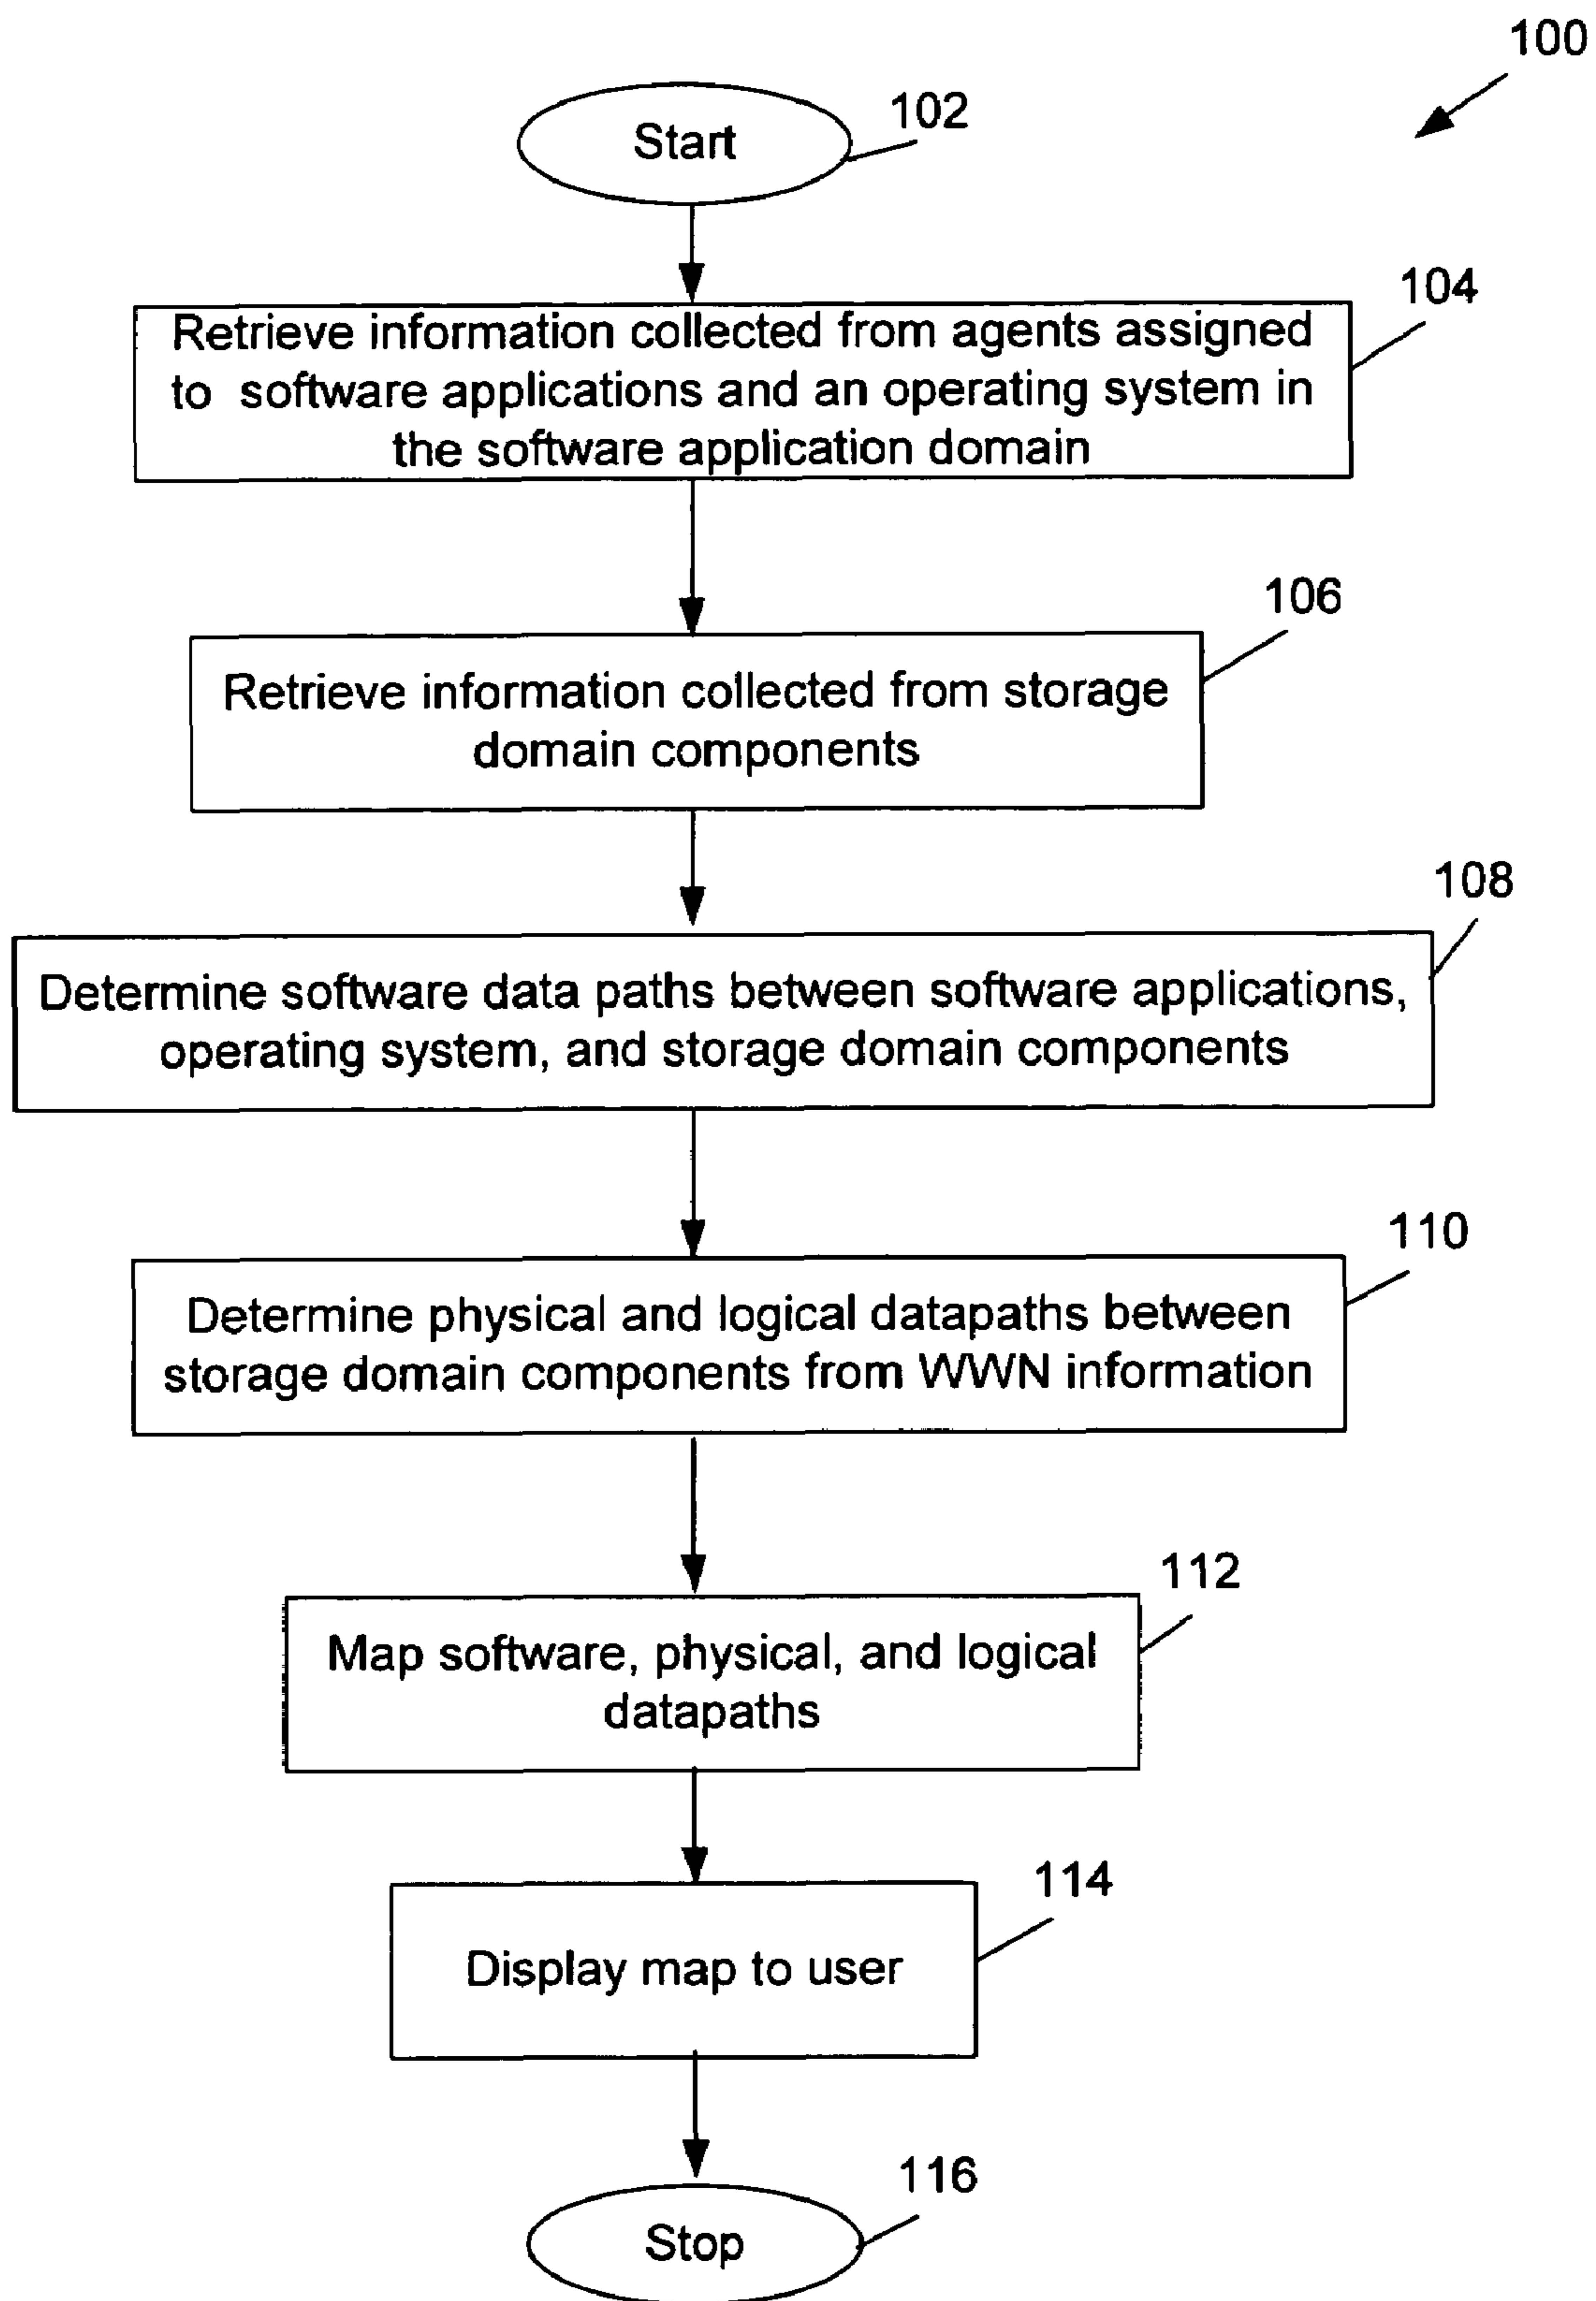 100
Start
102
104
Retrieve information collected from agents assigned
to software applications and an operating system in
the software application domain
106
Retrieve information collected from storage
domain components
108
Determine software data paths between software applications,
operating system, and storage domain components
110
Determine physical and logical datapaths between
storage domain components from WWN information
112
Map software, physical, and logical
datapaths
114
Display map to user
116
Stop